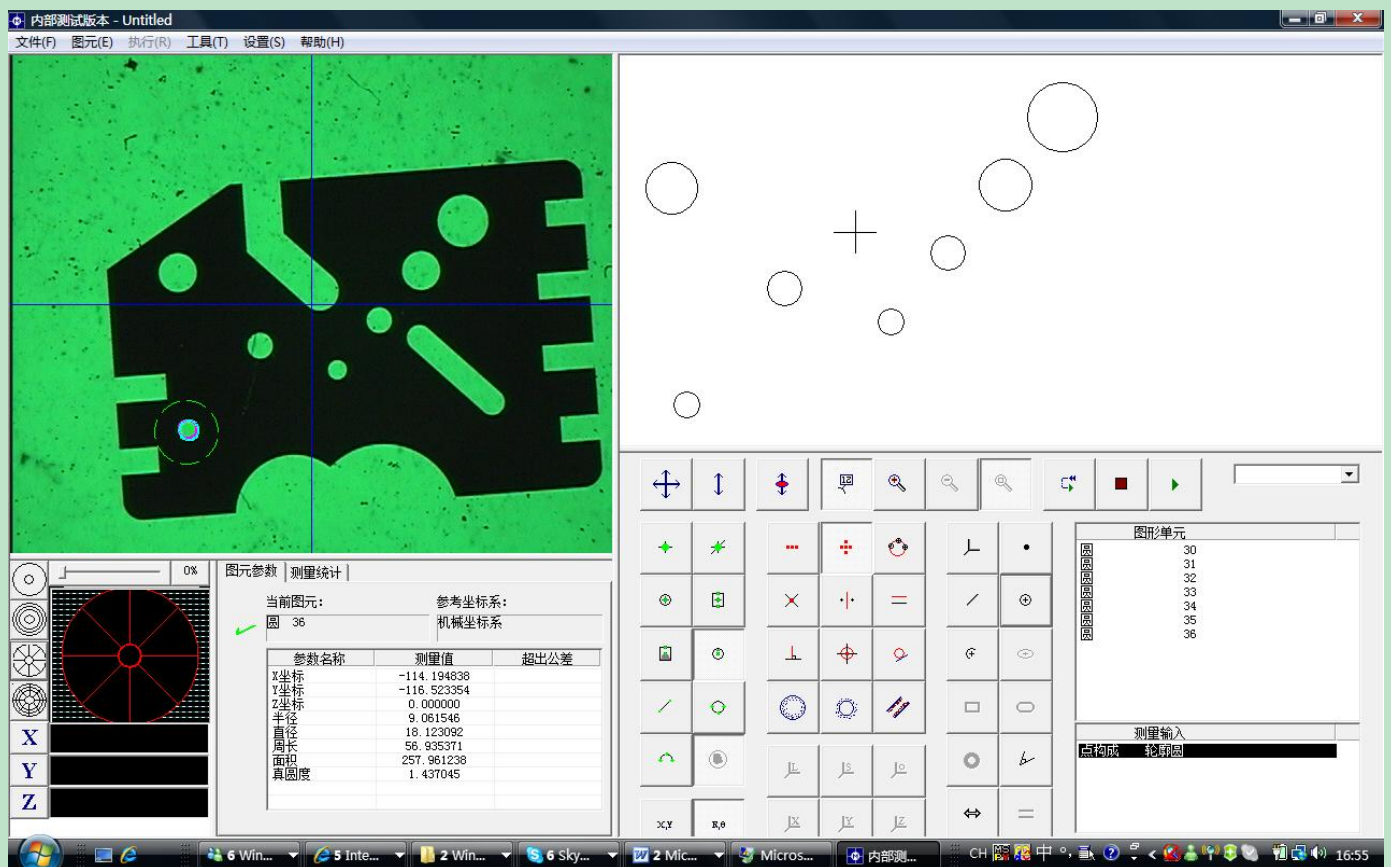 内部测试版本 - Untitled
文件(F) 图元(E) 执行(R) 工具(T) 设置(S) 帮助(H)
0%
图元参数 测量统计
当前图元: 参考坐标系:
圆 36 机械坐标系
参数名称 测量值 超出公差
X坐标 -114.194838
Y坐标 -116.523354
Z坐标 0.000000
半径 9.061546
直径 18.123092
周长 56.935371
面积 257.961238
真圆度 1.437045
X
Y
Z
X,Y R,θ
图形单元
圆 30
圆 31
圆 32
圆 33
圆 34
圆 35
圆 36
测量输入
点构成 轮廓圆
6 Win... 5 Inte... 2 Win... 6 Sky... 2 Mic... Micros... 内部测... CH 中 16:55